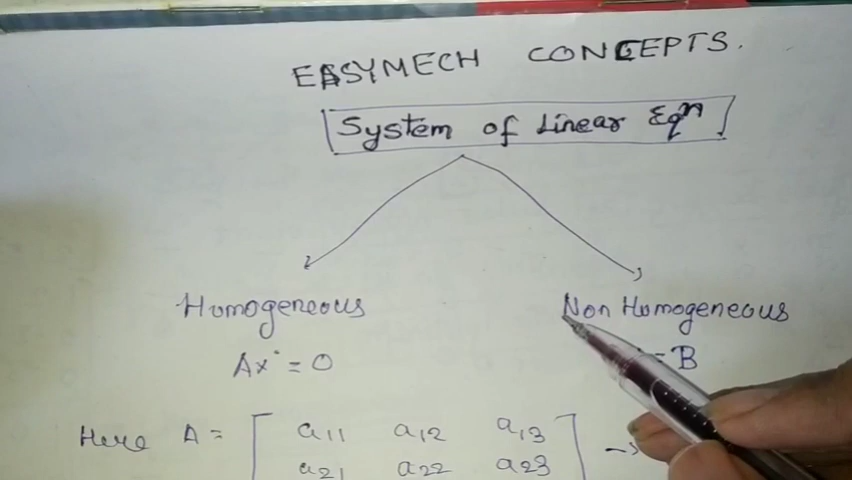 EASYMECH CONCEPTS.
System of Linear Eqn
Homogeneous Non Homogeneous
Ax = 0 = B
Here A = a11 a12 a13 →
a21 a22 a23